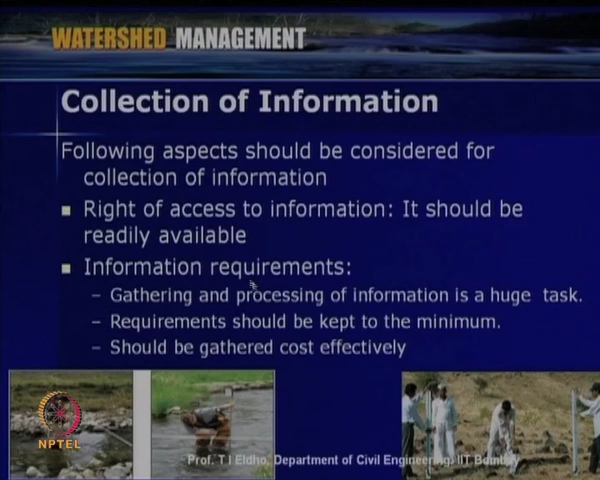 WATERSHED MANAGEMENT
Collection of Information
Following aspects should be considered for
collection of information
Right of access to information: It should be
readily available
Information requirements:
– Gathering and processing of information is a huge task.
– Requirements should be kept to the minimum.
– Should be gathered cost effectively
NPTEL
Prof. T I Eldho, Department of Civil Engineering, IIT Bombay